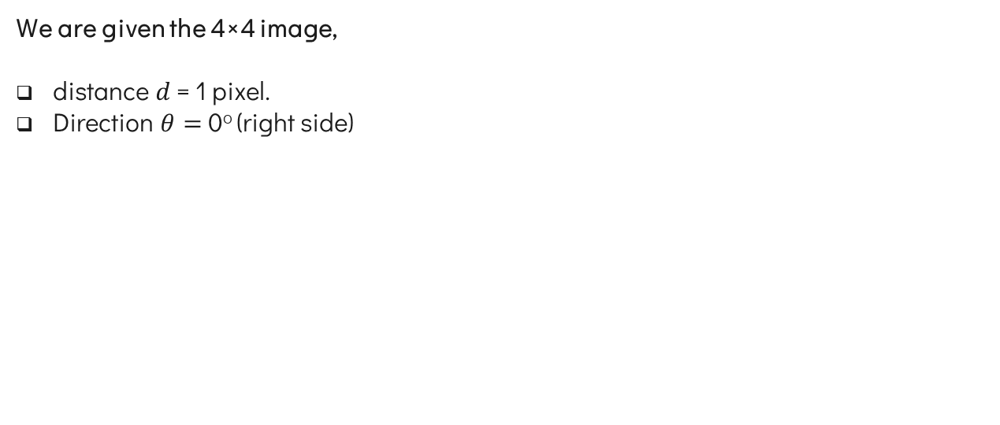 We are given the 4×4 image,
❑ distance 𝑑 = 1 pixel.
❑ Direction 𝜃 = 0° (right side)